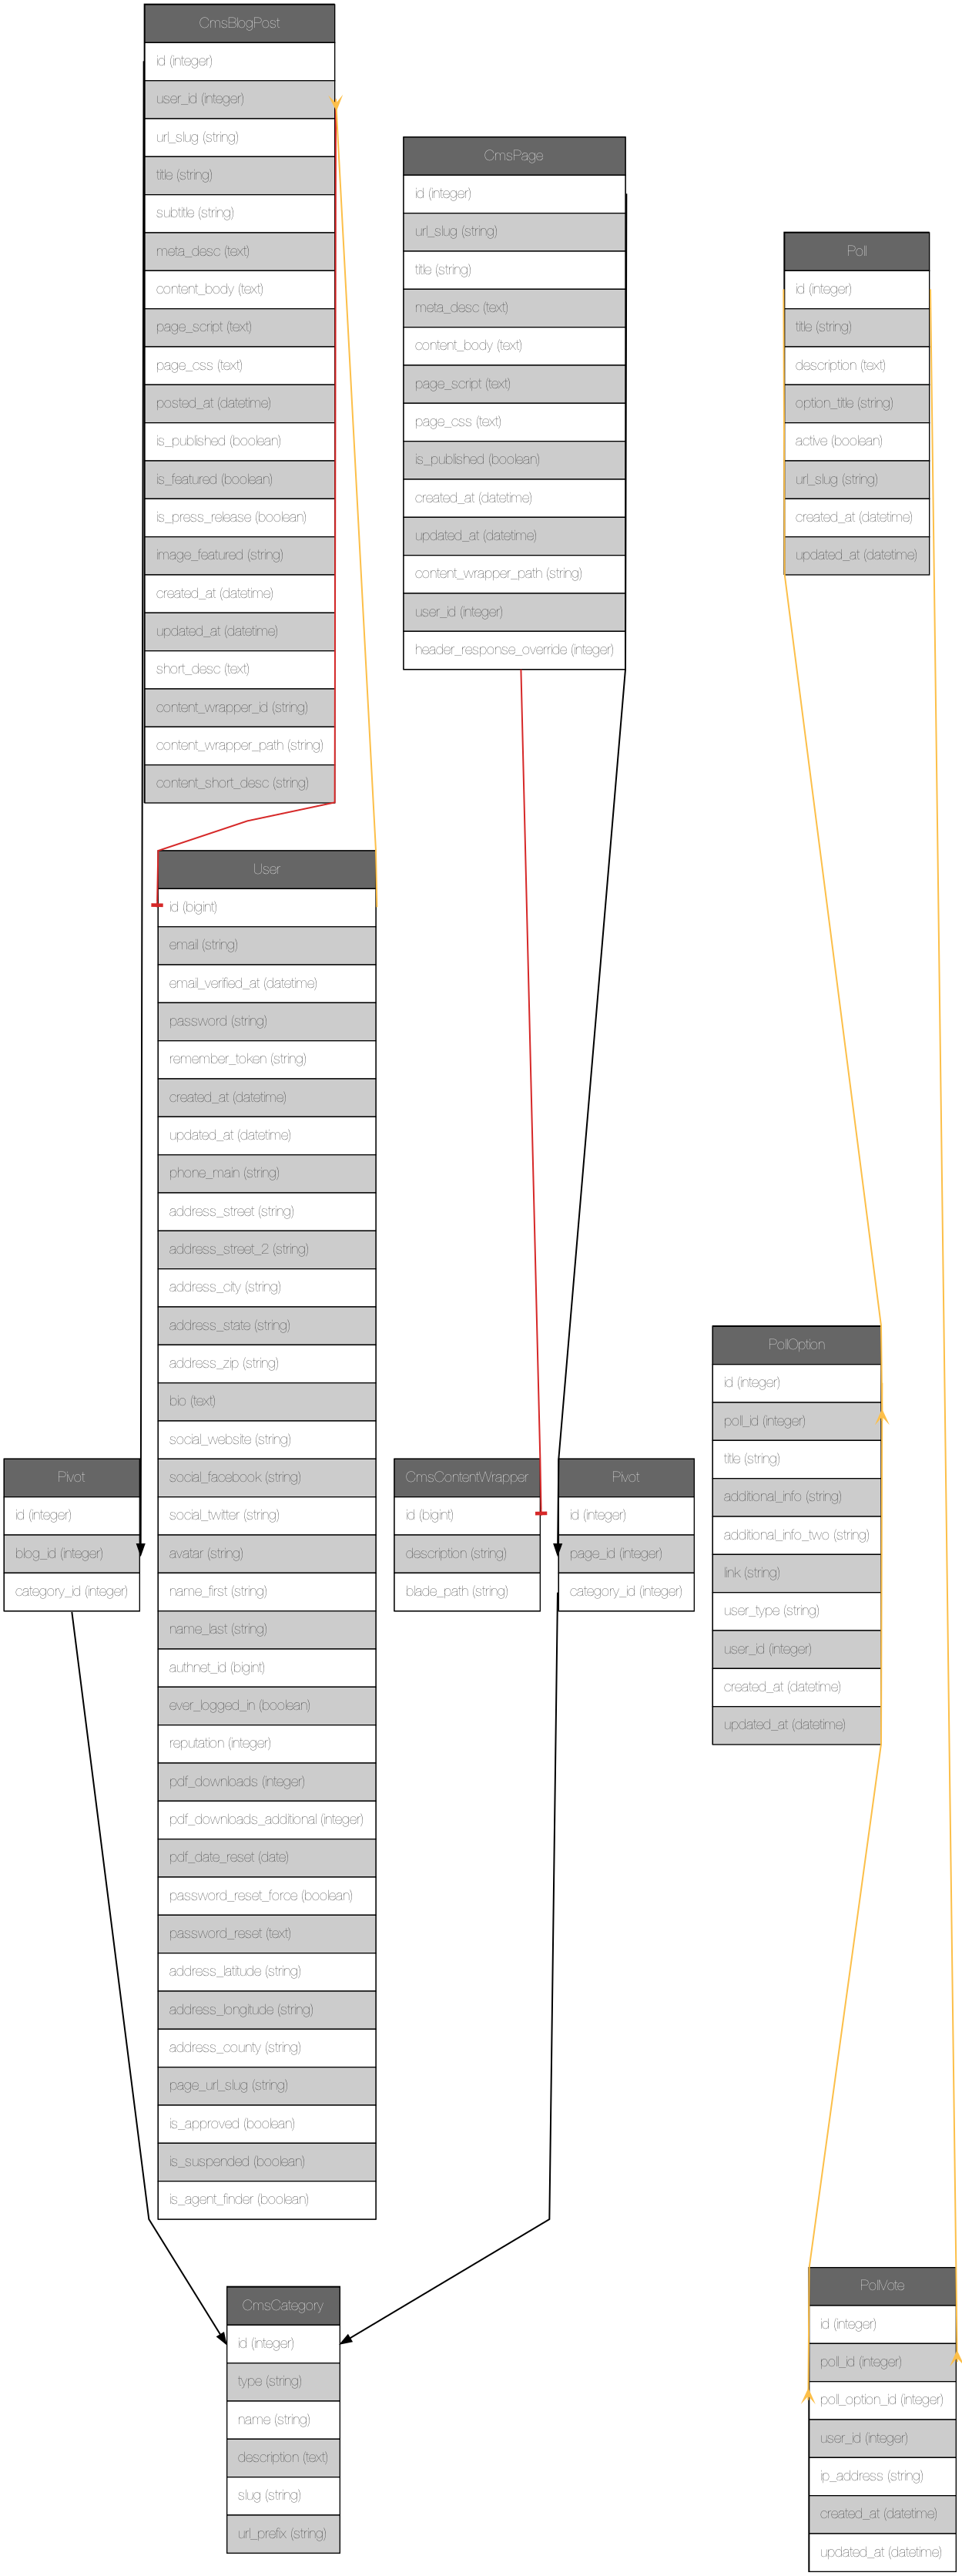 CmsBlogPost
id (integer)
user_id (integer)
url_slug (string)
title (string)
subtitle (string)
meta_desc (text)
content_body (text)
page_script (text)
page_css (text)
posted_at (datetime)
is_published (boolean)
is_featured (boolean)
is_press_release (boolean)
image_featured (string)
created_at (datetime)
updated_at (datetime)
short_desc (text)
content_wrapper_id (string)
content_wrapper_path (string)
content_short_desc (string)
CmsPage
id (integer)
url_slug (string)
title (string)
meta_desc (text)
content_body (text)
page_script (text)
page_css (text)
is_published (boolean)
created_at (datetime)
updated_at (datetime)
content_wrapper_path (string)
user_id (integer)
header_response_override (integer)
Poll
id (integer)
title (string)
description (text)
option_title (string)
active (boolean)
url_slug (string)
created_at (datetime)
updated_at (datetime)
User
id (bigint)
email (string)
email_verified_at (datetime)
password (string)
remember_token (string)
created_at (datetime)
updated_at (datetime)
phone_main (string)
address_street (string)
address_street_2 (string)
address_city (string)
address_state (string)
address_zip (string)
bio (text)
social_website (string)
social_facebook (string)
social_twitter (string)
avatar (string)
name_first (string)
name_last (string)
authnet_id (bigint)
ever_logged_in (boolean)
reputation (integer)
pdf_downloads (integer)
pdf_downloads_additional (integer)
pdf_date_reset (date)
password_reset_force (boolean)
password_reset (text)
address_latitude (string)
address_longitude (string)
address_county (string)
page_url_slug (string)
is_approved (boolean)
is_suspended (boolean)
is_agent_finder (boolean)
Pivot
id (integer)
blog_id (integer)
category_id (integer)
CmsContentWrapper
id (bigint)
description (string)
blade_path (string)
Pivot
id (integer)
page_id (integer)
category_id (integer)
PollOption
id (integer)
poll_id (integer)
title (string)
additional_info (string)
additional_info_two (string)
link (string)
user_type (string)
user_id (integer)
created_at (datetime)
updated_at (datetime)
CmsCategory
id (integer)
type (string)
name (string)
description (text)
slug (string)
url_prefix (string)
PollVote
id (integer)
poll_id (integer)
poll_option_id (integer)
user_id (integer)
ip_address (string)
created_at (datetime)
updated_at (datetime)